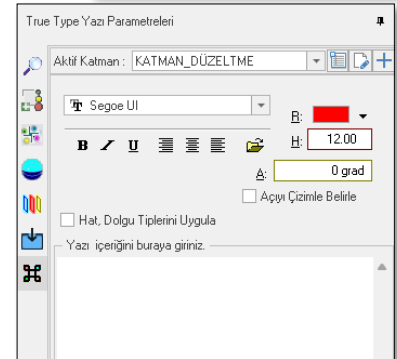 True Type Yazı Parametreleri
Aktif Katman : KATMAN_DÜZELTME
Segoe UI
R:
B I U H: 12.00
A: 0 grad
Açıyı Çizimle Belirle
Hat, Dolgu Tiplerini Uygula
Yazı içeriğini buraya giriniz.